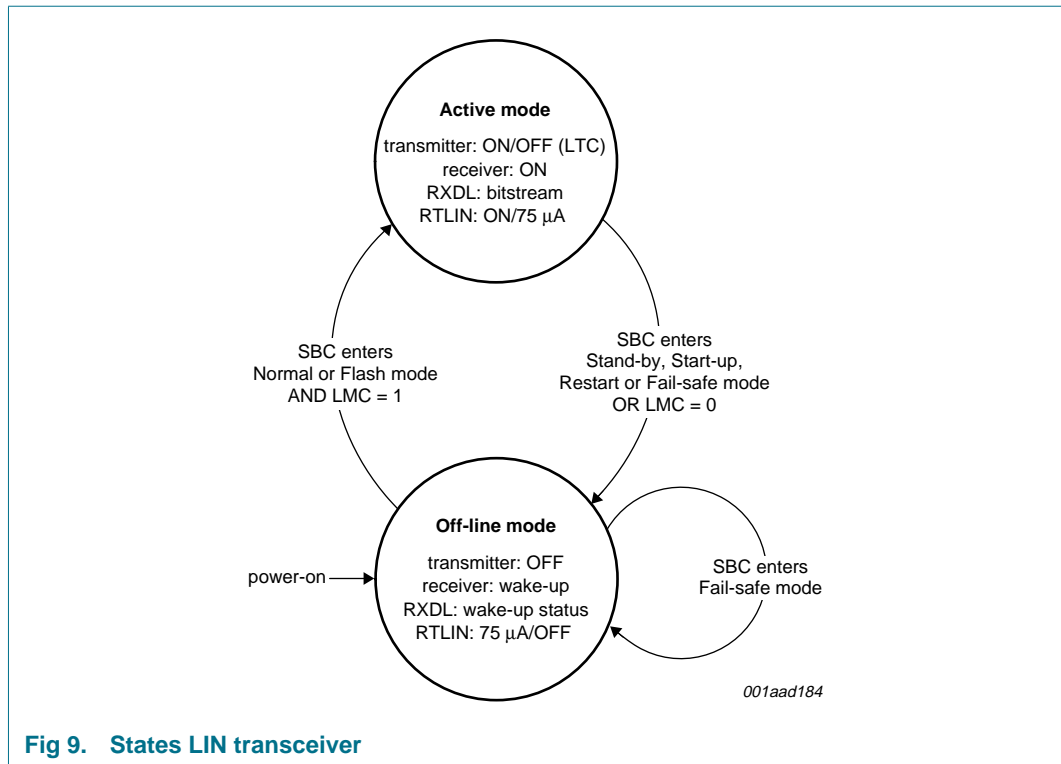 Active mode
transmitter: ON/OFF (LTC)
receiver: ON
RXDL: bitstream
RTLIN: ON/75 μA
SBC enters
Normal or Flash mode
AND LMC = 1
SBC enters
Stand-by, Start-up,
Restart or Fail-safe mode
OR LMC = 0
power-on
Off-line mode
transmitter: OFF
receiver: wake-up
RXDL: wake-up status
RTLIN: 75 μA/OFF
SBC enters
Fail-safe mode
001aad184
Fig 9. States LIN transceiver